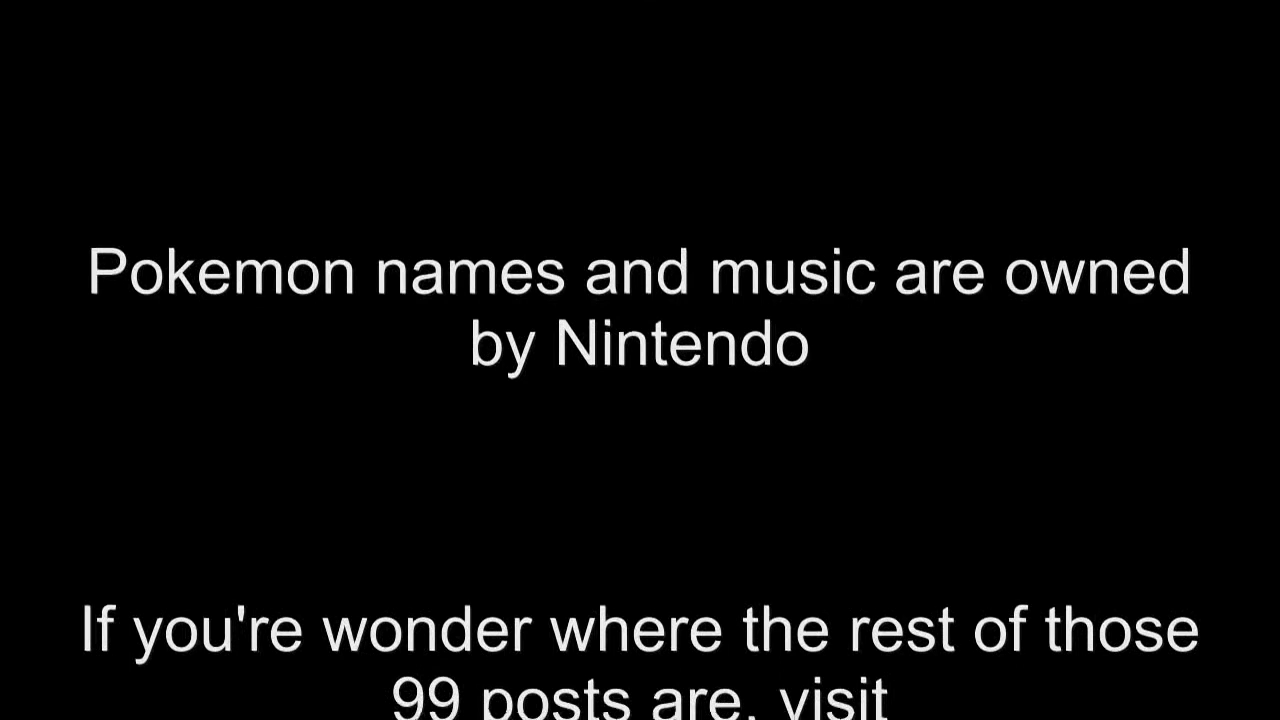 Pokemon names and music are owned
by Nintendo
If you're wonder where the rest of those
99 posts are, visit